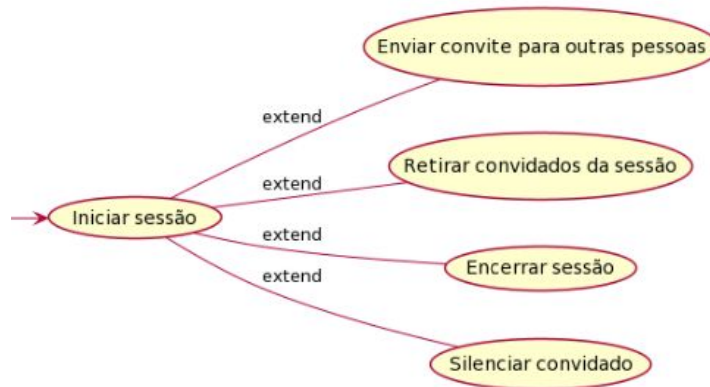 Enviar convite para outras pessoas
extend
Retirar convidados da sessão
extend
Iniciar sessão
extend
Encerrar sessão
extend
Silenciar convidado